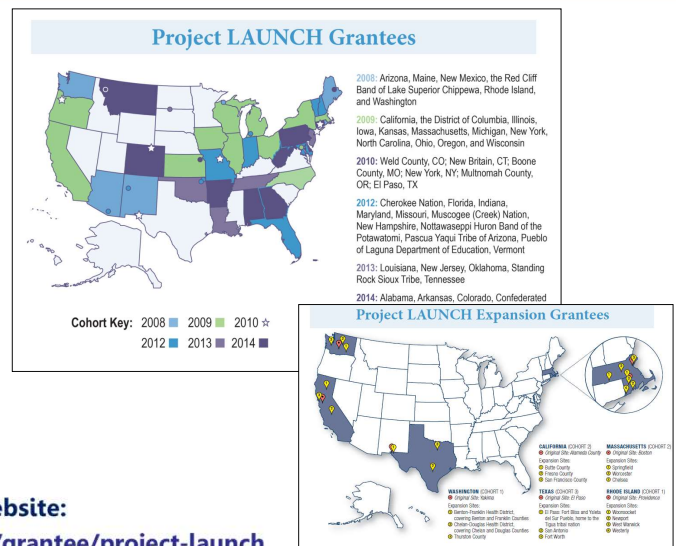 Project LAUNCH Grantees
2008: Arizona, Maine, New Mexico, the Red Cliff
Band of Lake Superior Chippewa, Rhode Island,
and Washington
2009: California, the District of Columbia, Illinois,
Iowa, Kansas, Massachusetts, Michigan, New York,
North Carolina, Ohio, Oregon, and Wisconsin
2010: Weld County, CO; New Britain, CT; Boone
County, MO; New York, NY; Multnomah County,
OR; El Paso, TX
2012: Cherokee Nation, Florida, Indiana,
Maryland, Missouri, Muscogee (Creek) Nation,
New Hampshire, Nottawaseppi Huron Band of the
Potawatomi, Pascua Yaqui Tribe of Arizona, Pueblo
of Laguna Department of Education, Vermont
2013: Louisiana, New Jersey, Oklahoma, Standing
Rock Sioux Tribe, Tennessee
2014: Alabama, Arkansas, Colorado, Confederated
Cohort Key: 2008 2009 2010
2012 2013 2014
Project LAUNCH Expansion Grantees
CALIFORNIA (COHORT 2)
Original Site: Alameda County
Expansion Sites:
Butte County
Fresno County
San Francisco County
MASSACHUSETTS (COHORT 2)
Original Site: Boston
Expansion Sites:
Springfield
Worcester
Chelsea
WASHINGTON (COHORT 1)
Original Site: Yakima
Expansion Sites:
Benton-Franklin Health District,
covering Benton and Franklin Counties
Chelan-Douglas Health District,
covering Chelan and Douglas Counties
Thurston County
TEXAS (COHORT 3)
Original Site: El Paso
Expansion Sites:
El Paso: Fort Bliss and Ysleta
del Sur Pueblo, home to the
Tigua tribal nation
San Antonio
Fort Worth
RHODE ISLAND (COHORT 1)
Original Site: Providence
Expansion Sites:
Woonsocket
Newport
West Warwick
Westerly
ebsite:
/grantee/project-launch